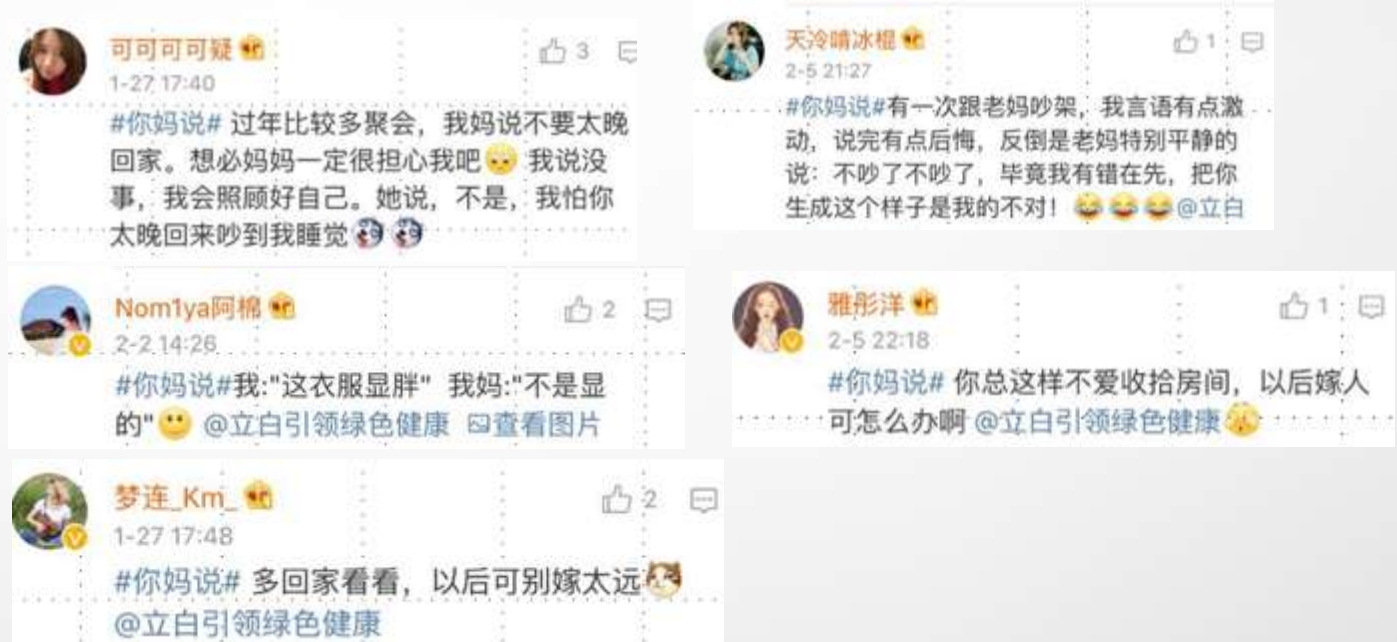 可可可可疑
3
1-27 17:40
#你妈说# 过年比较多聚会，我妈说不要太晚
回家。想必妈妈一定很担心我吧 我说没
事，我会照顾好自己。她说，不是，我怕你
太晚回来吵到我睡觉
天冷啃冰棍
1
2-5 21:27
#你妈说#有一次跟老妈吵架，我言语有点激
动，说完有点后悔，反倒是老妈特别平静的
说：不吵了不吵了，毕竟我有错在先，把你
生成这个样子是我的不对！@立白
Nom1ya阿棉
2
2-2 14:26
#你妈说#我:"这衣服显胖" 我妈:"不是显
的" @立白引领绿色健康 查看图片
雅彤洋
1
2-5 22:18
#你妈说# 你总这样不爱收拾房间，以后嫁人
可怎么办啊 @立白引领绿色健康
梦连_Km_
2
1-27 17:48
#你妈说# 多回家看看，以后可别嫁太远
@立白引领绿色健康